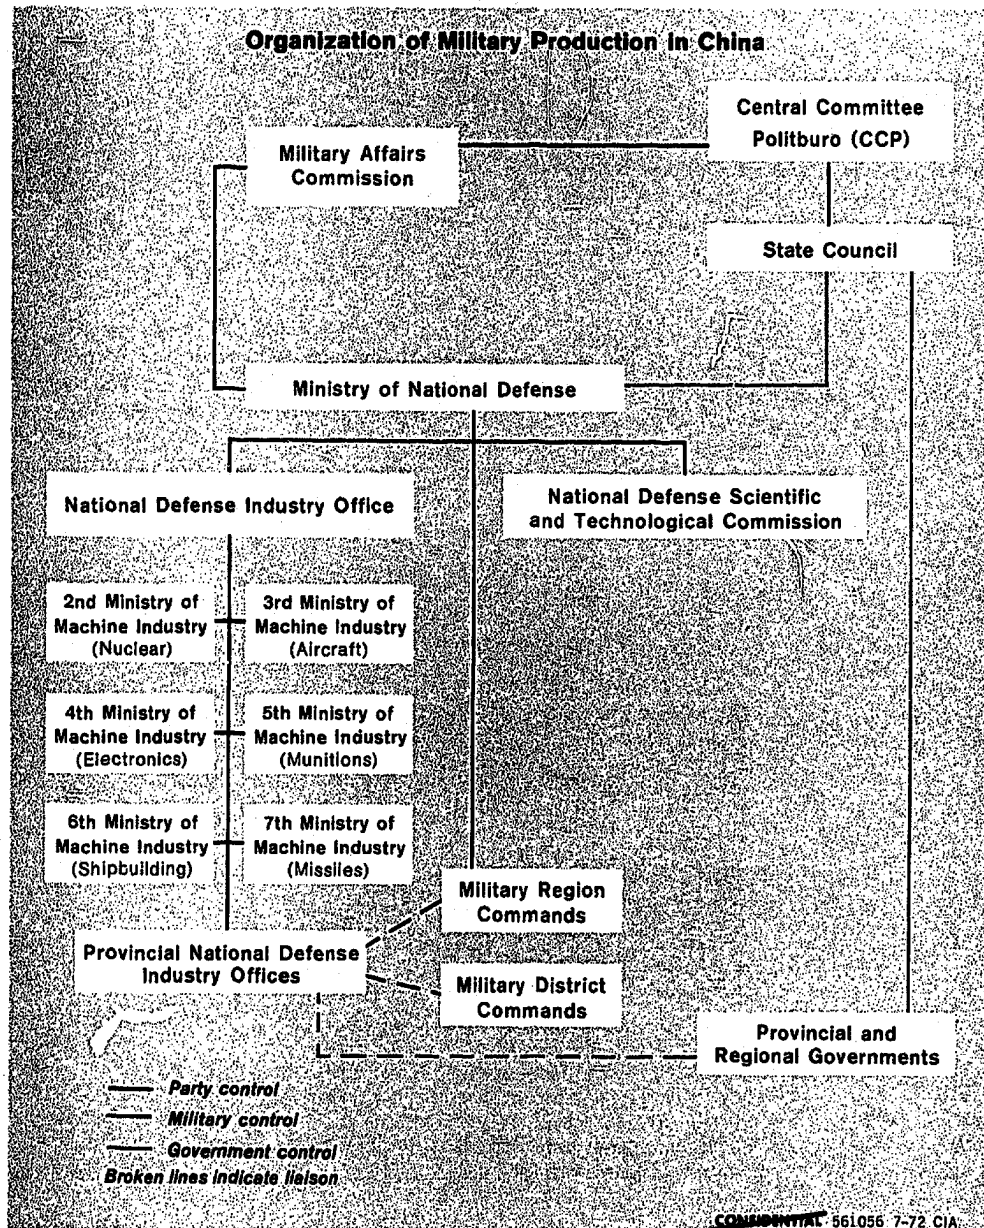 Organization of Military Production in China
Central Committee
Politburo (CCP)
Military Affairs
Commission
State Council
Ministry of National Defense
National Defense Industry Office
National Defense Scientific
and Technological Commission
2nd Ministry of
Machine Industry
(Nuclear)
3rd Ministry of
Machine Industry
(Aircraft)
4th Ministry of
Machine Industry
(Electronics)
5th Ministry of
Machine Industry
(Munitions)
6th Ministry of
Machine Industry
(Shipbuilding)
7th Ministry of
Machine Industry
(Missiles)
Military Region
Commands
Provincial National Defense
Industry Offices
Military District
Commands
Provincial and
Regional Governments
Party control
Military control
Government control
Broken lines indicate liaison
CONFIDENTIAL 561056 7-72 CIA